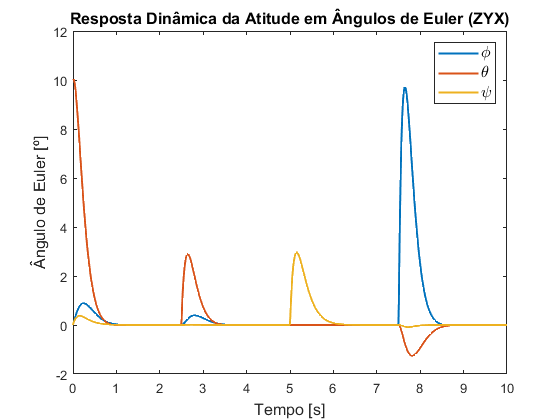 Resposta Dinâmica da Atitude em Ângulos de Euler (ZYX)
12
10
8
6
4
2
0
-2
Ângulo de Euler [º]
ϕ
θ
ψ
0 1 2 3 4 5 6 7 8 9 10
Tempo [s]